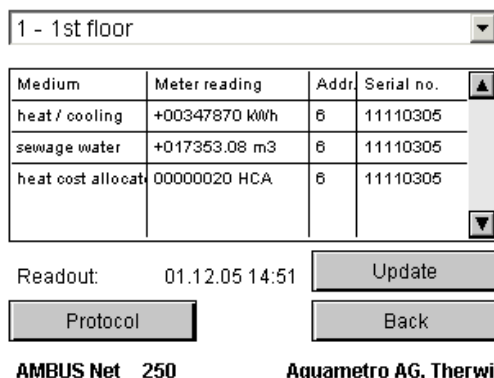 1 - 1st floor
Medium Meter reading Addr. Serial no.
heat / cooling +00347870 kWh 6 11110305
sewage water +017353.08 m3 6 11110305
heat cost allocat 00000020 HCA 6 11110305
Readout: 01.12.05 14:51 Update
Protocol Back
AMBUS Net 250 Aquametro AG, Therwi